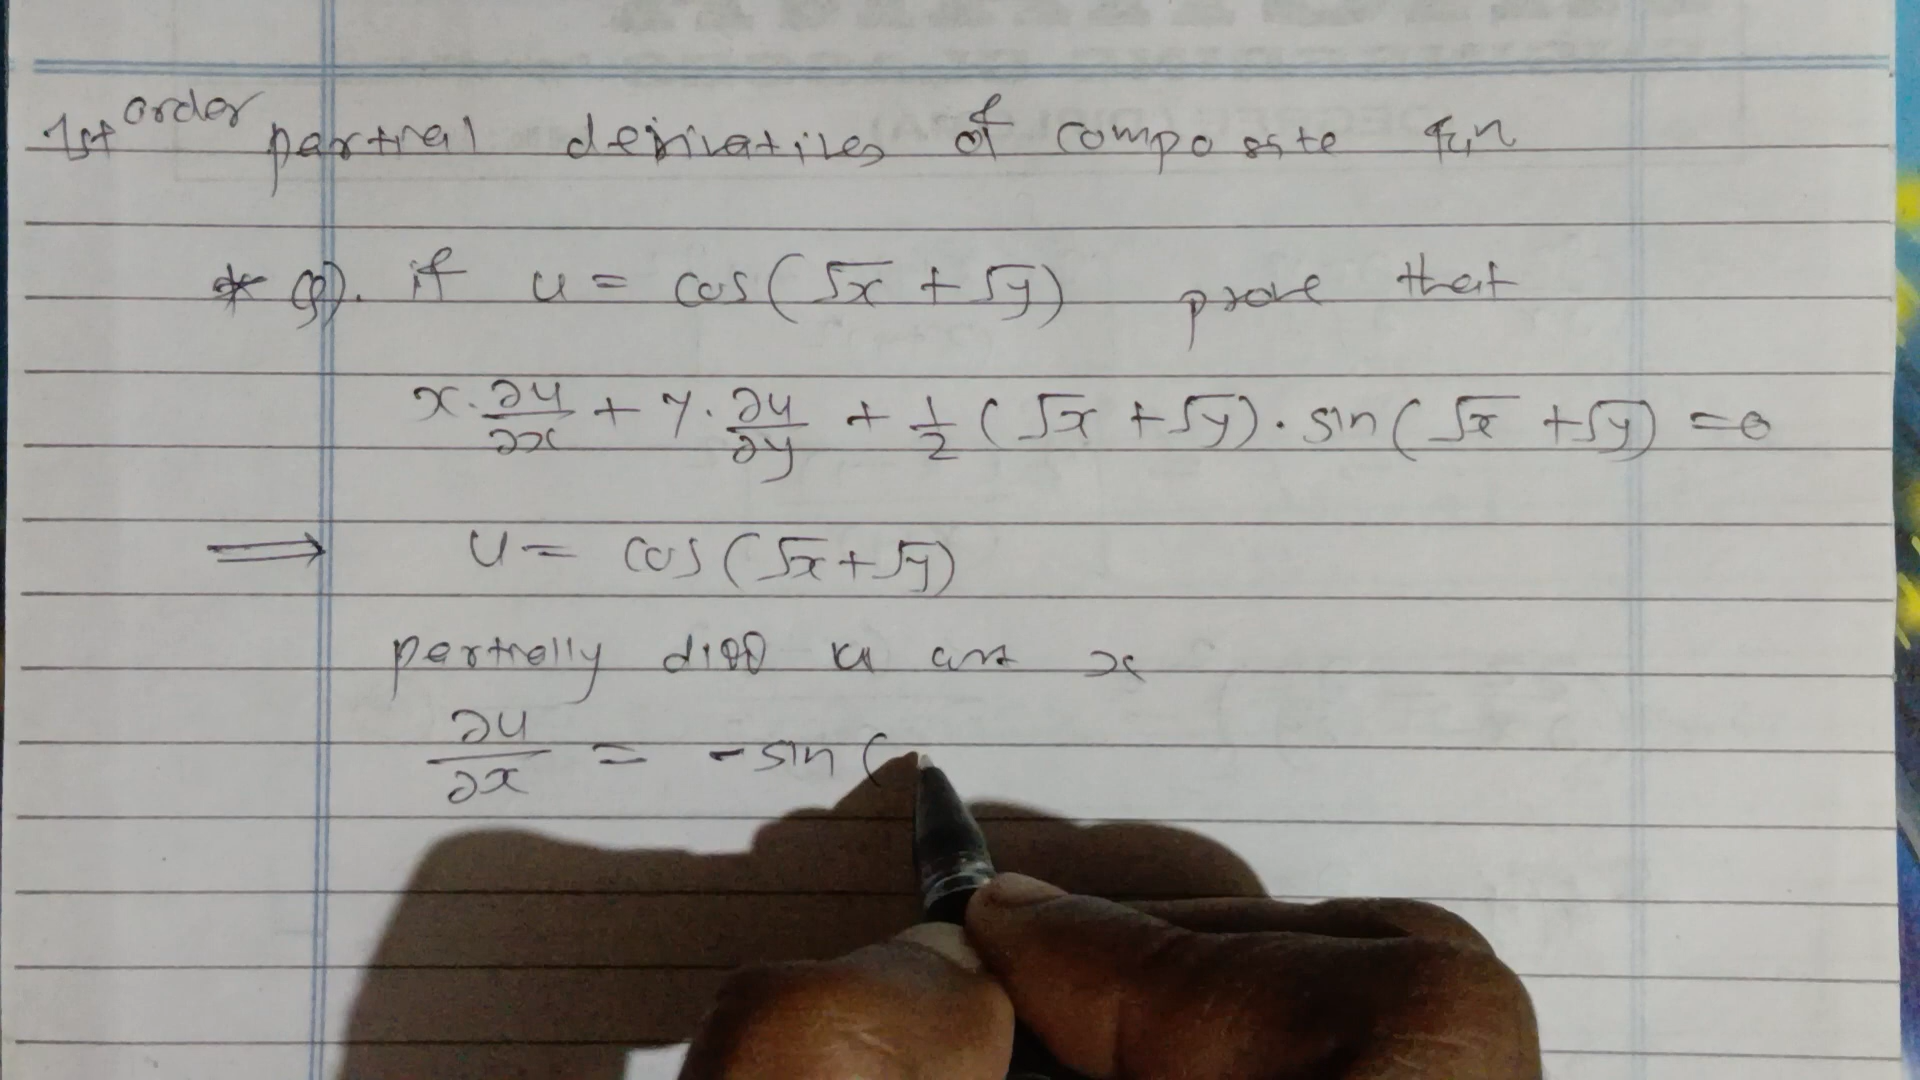 1st order partial derivatives of composite fun
* Q). if u = cos(√x + √y) prove that
x. ∂u/∂x + y. ∂u/∂y + 1/2 (√x + √y). sin(√x + √y) = 0
⟹ u = cos(√x + √y)
partially diff u wrt x
∂u/∂x = - sin (